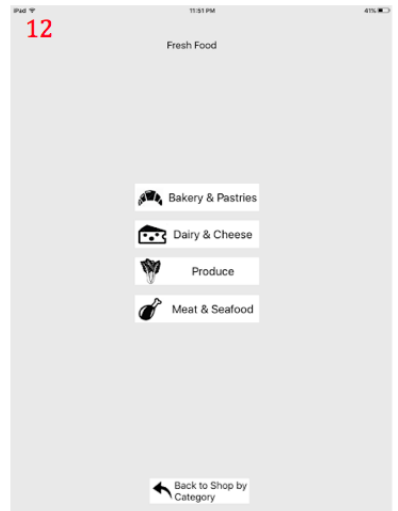 iPad 11:51 PM 41%
12
Fresh Food
Bakery & Pastries
Dairy & Cheese
Produce
Meat & Seafood
Back to Shop by
Category